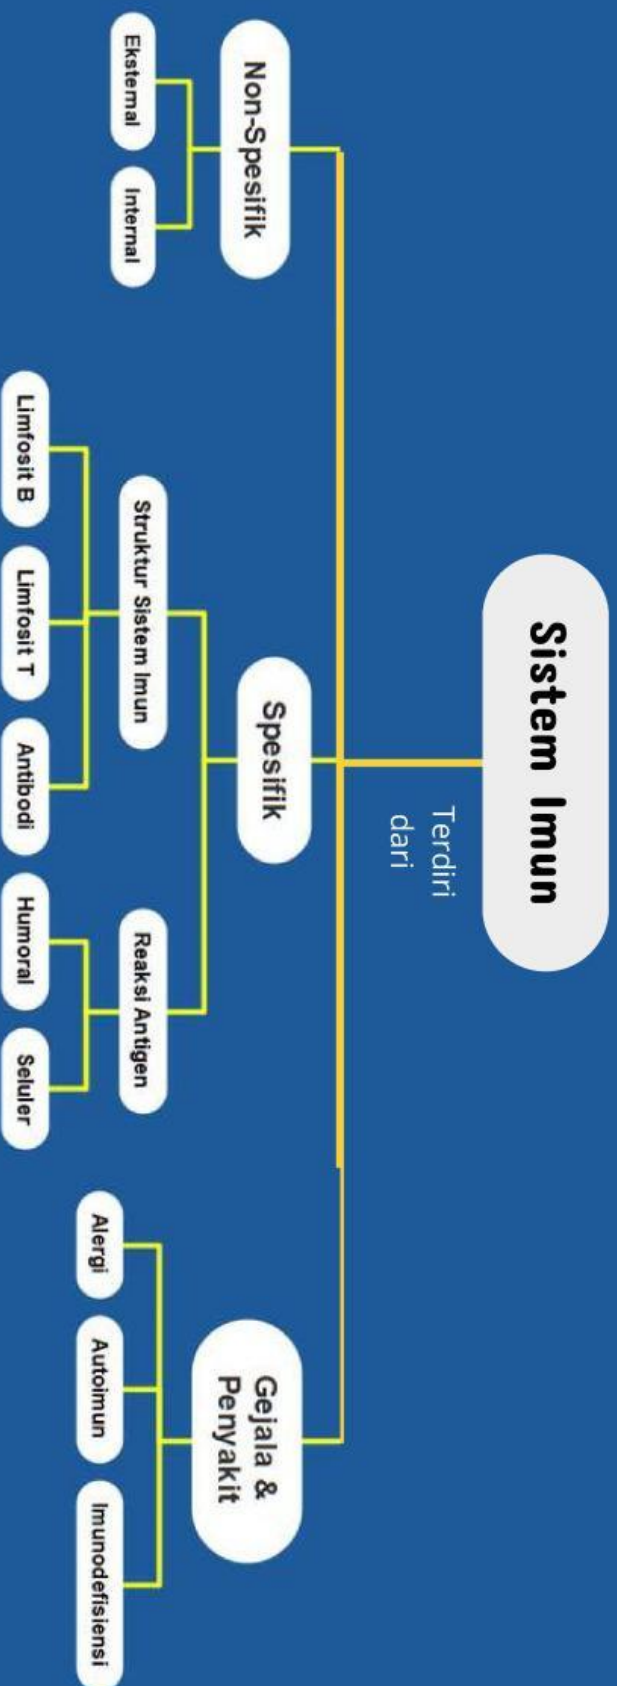 Sistem Imun
Terdiri
dari
Non-Spesifik
Eksternal
Internal
Spesifik
Struktur Sistem Imun
Limfosit B
Limfosit T
Antibodi
Reaksi Antigen
Humoral
Seluler
Gejala &
Penyakit
Alergi
Autoimun
Imunodefisiensi